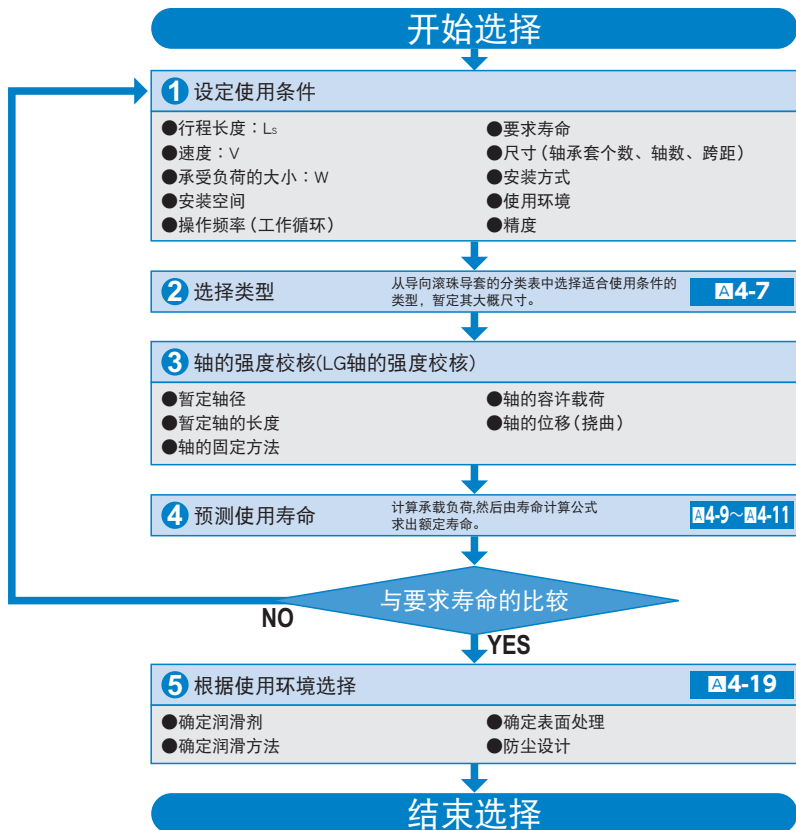 开始选择
1 设定使用条件
●行程长度：Ls
●速度：V
●承受负荷的大小：W
●安装空间
●操作频率（工作循环）
●要求寿命
●尺寸（轴承套个数、轴数、跨距）
●安装方式
●使用环境
●精度
2 选择类型
从导向滚珠导套的分类表中选择适合使用条件的
类型，暂定其大概尺寸。
A4-7
3 轴的强度校核(LG轴的强度校核）
●暂定轴径
●暂定轴的长度
●轴的固定方法
●轴的容许载荷
●轴的位移（挠曲）
4 预测使用寿命
计算承载负荷,然后由寿命计算公式
求出额定寿命。
A4-9～A4-11
与要求寿命的比较
NO
YES
5 根据使用环境选择
A4-19
●确定润滑剂
●确定润滑方法
●确定表面处理
●防尘设计
结束选择